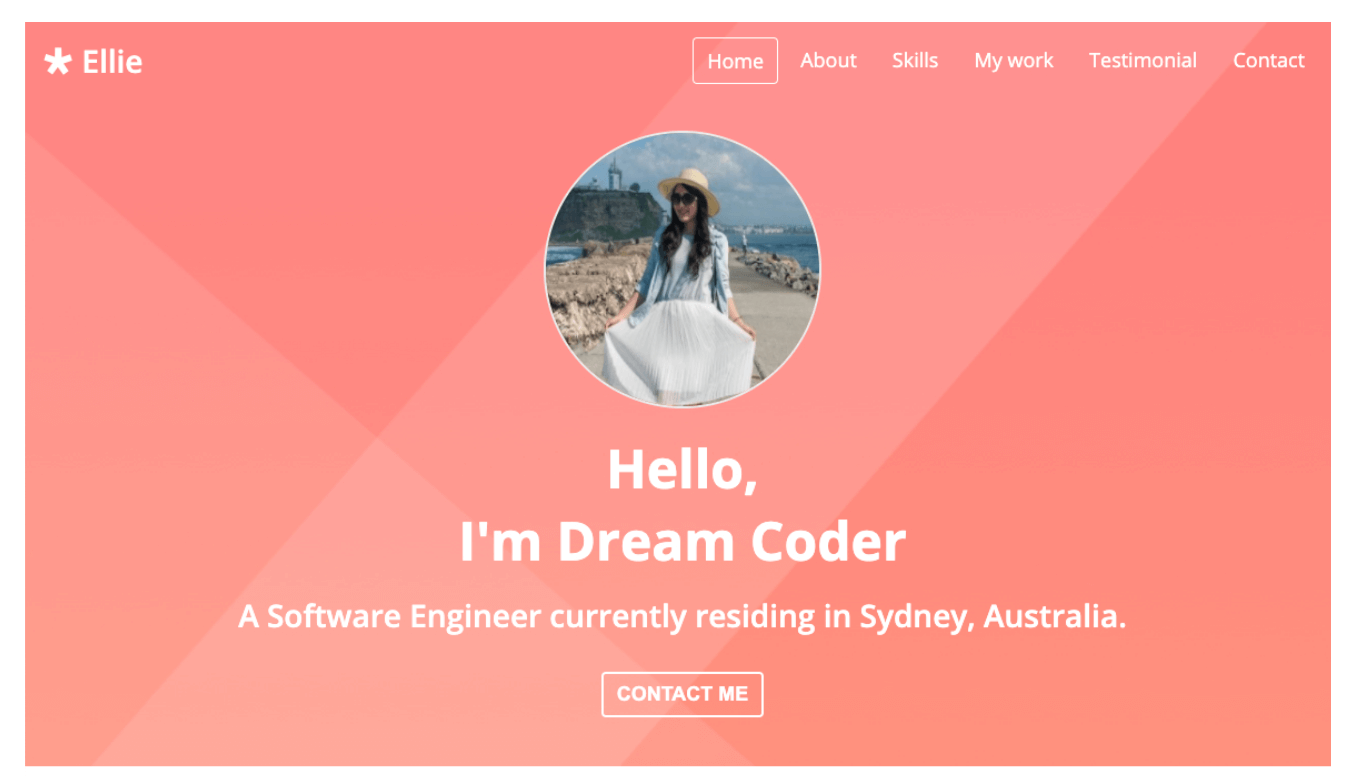 Ellie
Home About Skills My work Testimonial Contact
Hello,
I'm Dream Coder
A Software Engineer currently residing in Sydney, Australia.
CONTACT ME